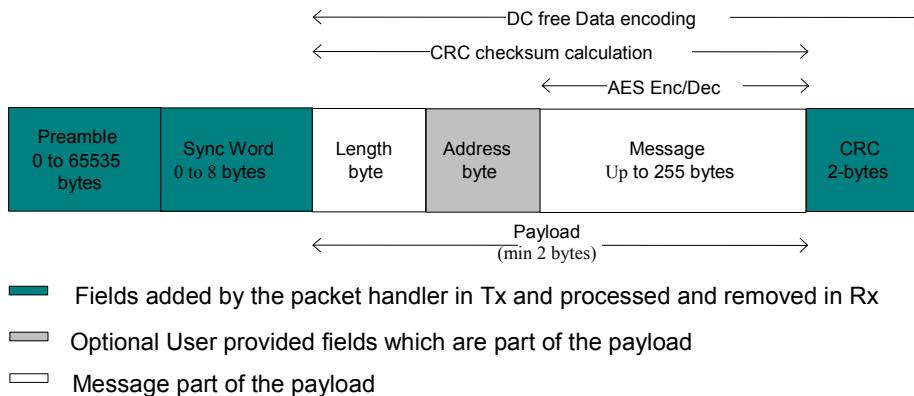 DC free Data encoding
CRC checksum calculation
AES Enc/Dec
Preamble
0 to 65535
bytes
Sync Word
0 to 8 bytes
Length
byte
Address
byte
Message
Up to 255 bytes
CRC
2-bytes
Payload
(min 2 bytes)
Fields added by the packet handler in Tx and processed and removed in Rx
Optional User provided fields which are part of the payload
Message part of the payload